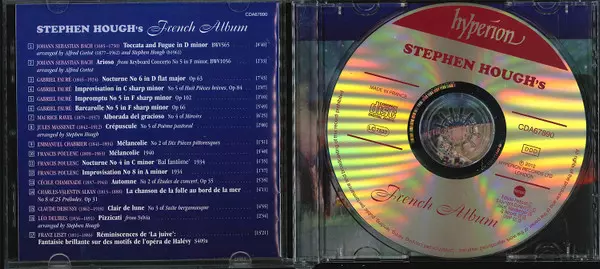 STEPHEN HOUGH's French Album
CDA67890
JOHANN SEBASTIAN BACH (1685–1750) Toccata and Fugue in D minor BWV565
arranged by Alfred Cortot (1877–1962) and Stephen Hough (b1961)
JOHANN SEBASTIAN BACH Arioso from Keyboard Concerto No 5 in F minor, BWV1056
arranged by Alfred Cortot
GABRIEL FAURÉ (1845–1924) Nocturne No 6 in D flat major Op 63
GABRIEL FAURÉ Improvisation in C sharp minor No 5 of Huit Pièces brèves, Op 84
GABRIEL FAURÉ Impromptu No 5 in F sharp minor Op 102
GABRIEL FAURÉ Barcarolle No 5 in F sharp minor Op 66
MAURICE RAVEL (1875–1937) Alborada del gracioso No 4 of Miroirs
JULES MASSENET (1842–1912) Crépuscule No 5 of Poème pastoral
arranged by Stephen Hough
EMMANUEL CHABRIER (1841–1894) Mélancolie No 2 of Dix Pièces pittoresques
FRANCIS POULENC (1899–1963) Mélancolie 1940
FRANCIS POULENC Nocturne No 4 in C minor 'Bal fantôme' 1934
FRANCIS POULENC Improvisation No 8 in A minor 1934
CÉCILE CHAMINADE (1857–1944) Automne No 2 of Études de concert, Op 35
CHARLES-VALENTIN ALKAN (1813–1888) La chanson de la folle au bord de la mer
No 8 of 25 Préludes, Op 31
CLAUDE DEBUSSY (1862–1918) Clair de lune No 3 of Suite bergamasque
LÉO DELIBES (1836–1891) Pizzicati from Sylvia
arranged by Stephen Hough
FRANZ LISZT (1811–1886) Réminiscences de 'La juive':
Fantaisie brillante sur des motifs de l'opéra de Halévy S409a
hyperion
STEPHEN HOUGH's
MADE IN FRANCE
CDA67890
DDD
French Album